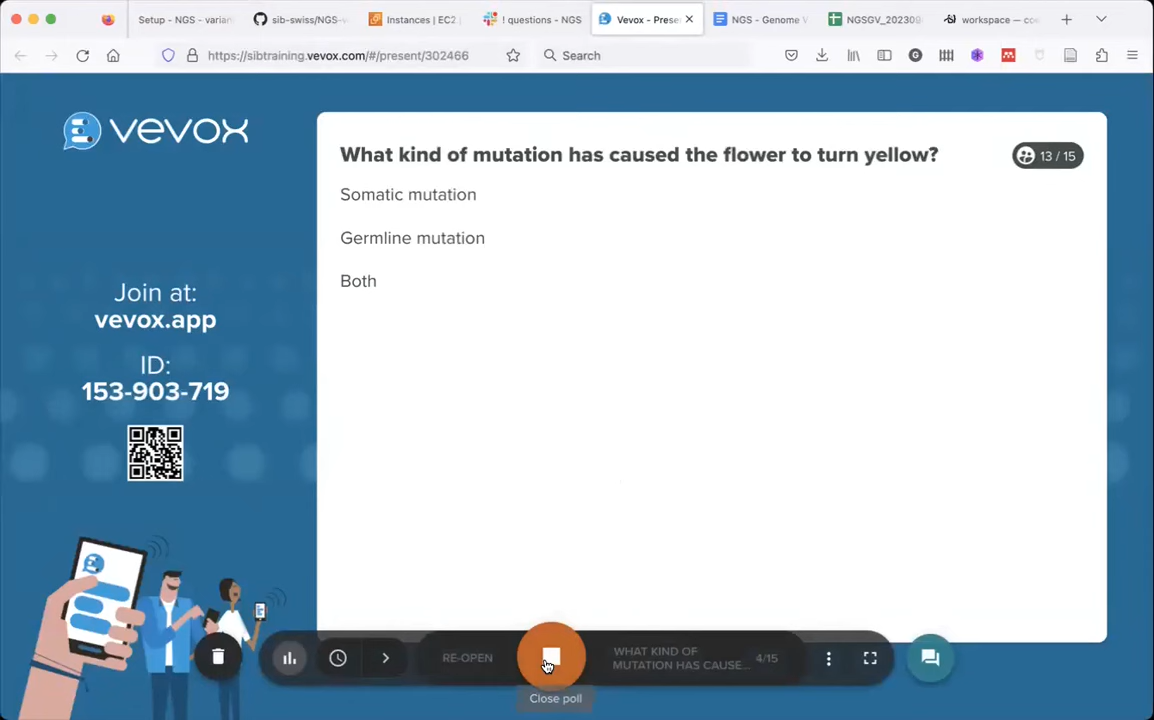 Setup - NGS - varian
sib-swiss/NGS-v
Instances | EC2
! questions - NGS
Vevox - Prese
NGS - Genome V
NGSGV_202309
workspace — co
https://sibtraining.vevox.com/#/present/302466
Search
vevox
What kind of mutation has caused the flower to turn yellow?
13 / 15
Somatic mutation
Germline mutation
Both
Join at:
vevox.app
ID:
153-903-719
RE-OPEN
WHAT KIND OF
MUTATION HAS CAUSE...
4/15
Close poll